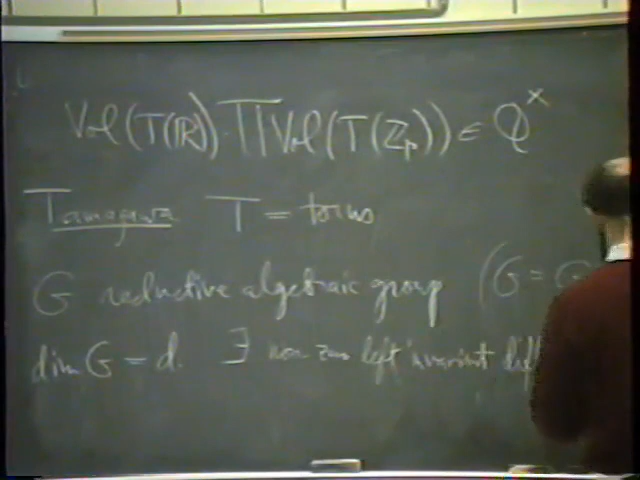 Vol(T(ℝ)) · ∏ Vol(T(ℤ_p)) ∈ ℚ^×
Tamagawa T = torus
G reductive algebraic group (G = G
dim G = d. ∃ non zero left invariant diff